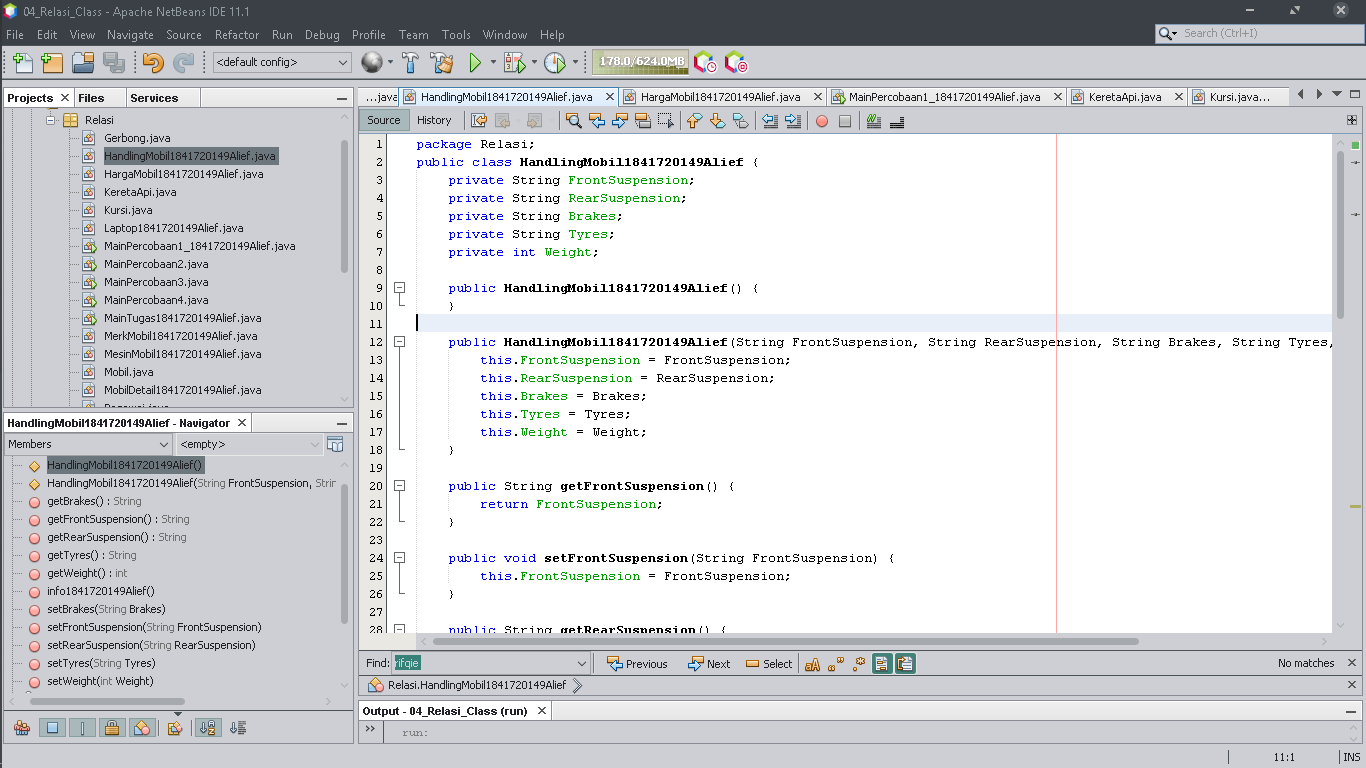 04_Relasi_Class - Apache NetBeans IDE 11.1
File Edit View Navigate Source Refactor Run Debug Profile Team Tools Window Help
Search (Ctrl+I)
<default config>
178.0/624.0MB
Projects Files Services
...java HandlingMobil1841720149Alief.java HargaMobil1841720149Alief.java MainPercobaan1_1841720149Alief.java KeretaApi.java Kursi.java...
Source History
Relasi
Gerbong.java
HandlingMobil1841720149Alief.java
HargaMobil1841720149Alief.java
KeretaApi.java
Kursi.java
Laptop1841720149Alief.java
MainPercobaan1_1841720149Alief.java
MainPercobaan2.java
MainPercobaan3.java
MainPercobaan4.java
MainTugas1841720149Alief.java
MerkMobil1841720149Alief.java
MesinMobil1841720149Alief.java
Mobil.java
MobilDetail1841720149Alief.java
HandlingMobil1841720149Alief - Navigator
Members <empty>
HandlingMobil1841720149Alief()
HandlingMobil1841720149Alief(String FrontSuspension, Strin
getBrakes() : String
getFrontSuspension() : String
getRearSuspension() : String
getTyres() : String
getWeight() : int
info1841720149Alief()
setBrakes(String Brakes)
setFrontSuspension(String FrontSuspension)
setRearSuspension(String RearSuspension)
setTyres(String Tyres)
setWeight(int Weight)
1 package Relasi;
2 public class HandlingMobil1841720149Alief {
3 private String FrontSuspension;
4 private String RearSuspension;
5 private String Brakes;
6 private String Tyres;
7 private int Weight;
8
9 public HandlingMobil1841720149Alief() {
10 }
11
12 public HandlingMobil1841720149Alief(String FrontSuspension, String RearSuspension, String Brakes, String Tyres,
13 this.FrontSuspension = FrontSuspension;
14 this.RearSuspension = RearSuspension;
15 this.Brakes = Brakes;
16 this.Tyres = Tyres;
17 this.Weight = Weight;
18 }
19
20 public String getFrontSuspension() {
21 return FrontSuspension;
22 }
23
24 public void setFrontSuspension(String FrontSuspension) {
25 this.FrontSuspension = FrontSuspension;
26 }
27
28 public String getRearSuspension() {
Find: rifqie Previous Next Select No matches
Relasi.HandlingMobil1841720149Alief
Output - 04_Relasi_Class (run)
run:
11:1 INS